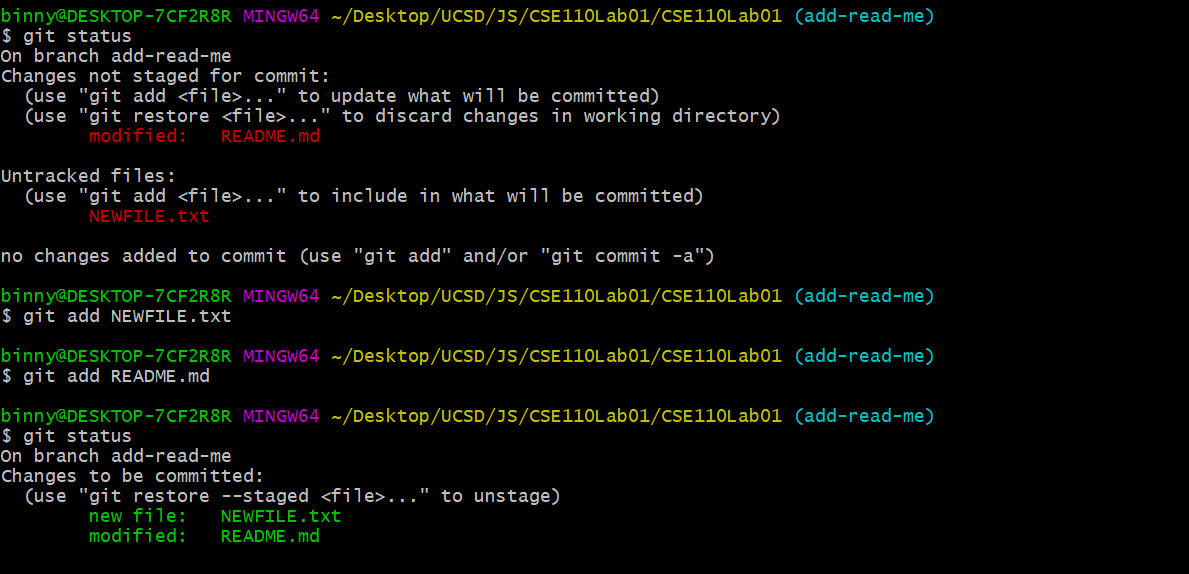 binny@DESKTOP-7CF2R8R MINGW64 ~/Desktop/UCSD/JS/CSE110Lab01/CSE110Lab01 (add-read-me)
$ git status
On branch add-read-me
Changes not staged for commit:
  (use "git add <file>..." to update what will be committed)
  (use "git restore <file>..." to discard changes in working directory)
        modified:   README.md

Untracked files:
  (use "git add <file>..." to include in what will be committed)
        NEWFILE.txt

no changes added to commit (use "git add" and/or "git commit -a")

binny@DESKTOP-7CF2R8R MINGW64 ~/Desktop/UCSD/JS/CSE110Lab01/CSE110Lab01 (add-read-me)
$ git add NEWFILE.txt

binny@DESKTOP-7CF2R8R MINGW64 ~/Desktop/UCSD/JS/CSE110Lab01/CSE110Lab01 (add-read-me)
$ git add README.md

binny@DESKTOP-7CF2R8R MINGW64 ~/Desktop/UCSD/JS/CSE110Lab01/CSE110Lab01 (add-read-me)
$ git status
On branch add-read-me
Changes to be committed:
  (use "git restore --staged <file>..." to unstage)
        new file:   NEWFILE.txt
        modified:   README.md